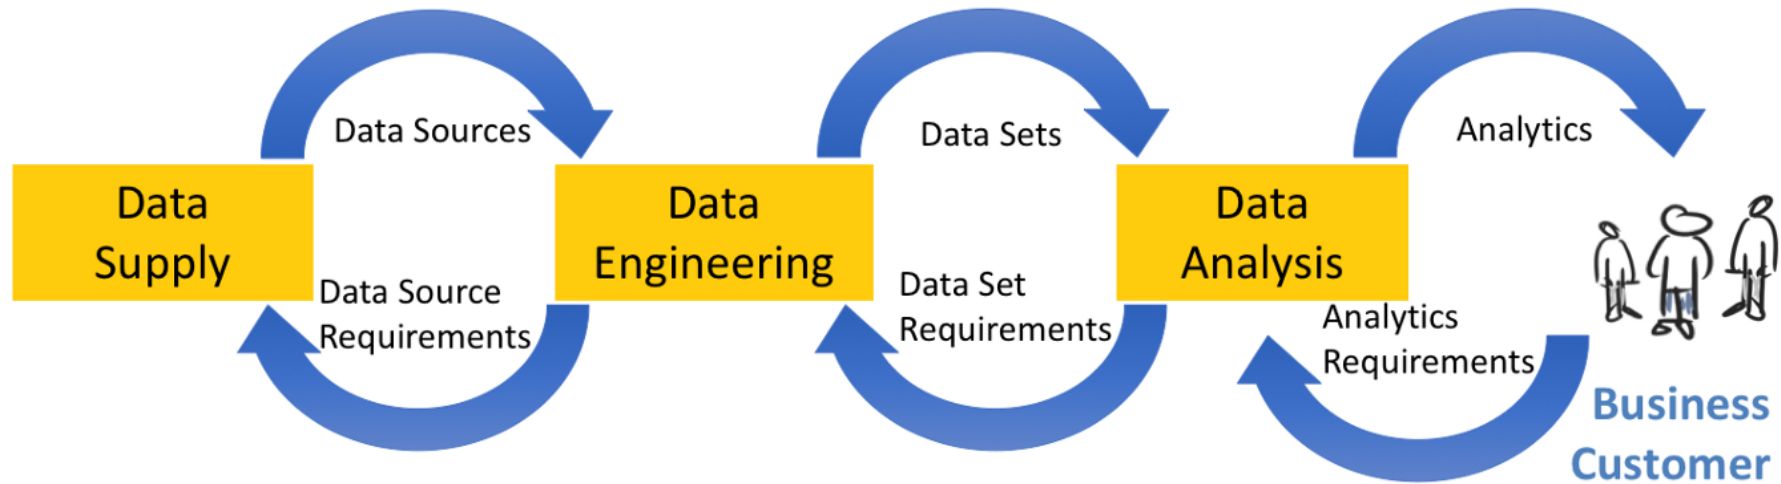 Data Sources
Data Sets
Analytics
Data
Supply
Data
Engineering
Data
Analysis
Data Source
Requirements
Data Set
Requirements
Analytics
Requirements
Business
Customer